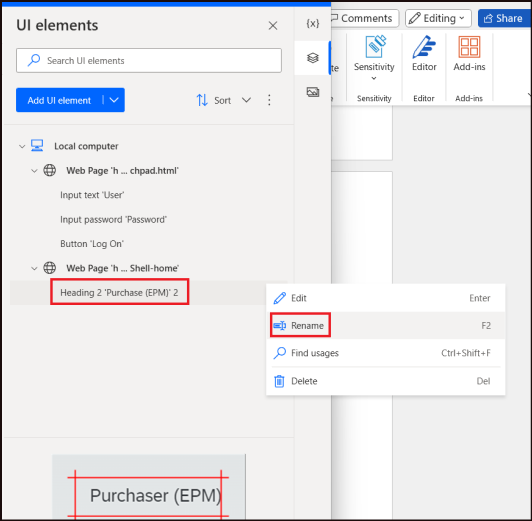 UI elements
{x}
Comments
Editing
Share
Search UI elements
Sensitivity
Editor
Add-ins
Add UI element
Sort
Sensitivity
Editor
Add-ins
Local computer
Web Page 'h ... chpad.html'
Input text 'User'
Input password 'Password'
Button 'Log On'
Web Page 'h ... Shell-home'
Heading 2 'Purchase (EPM)' 2
Edit Enter
Rename F2
Find usages Ctrl+Shift+F
Delete Del
Purchaser (EPM)